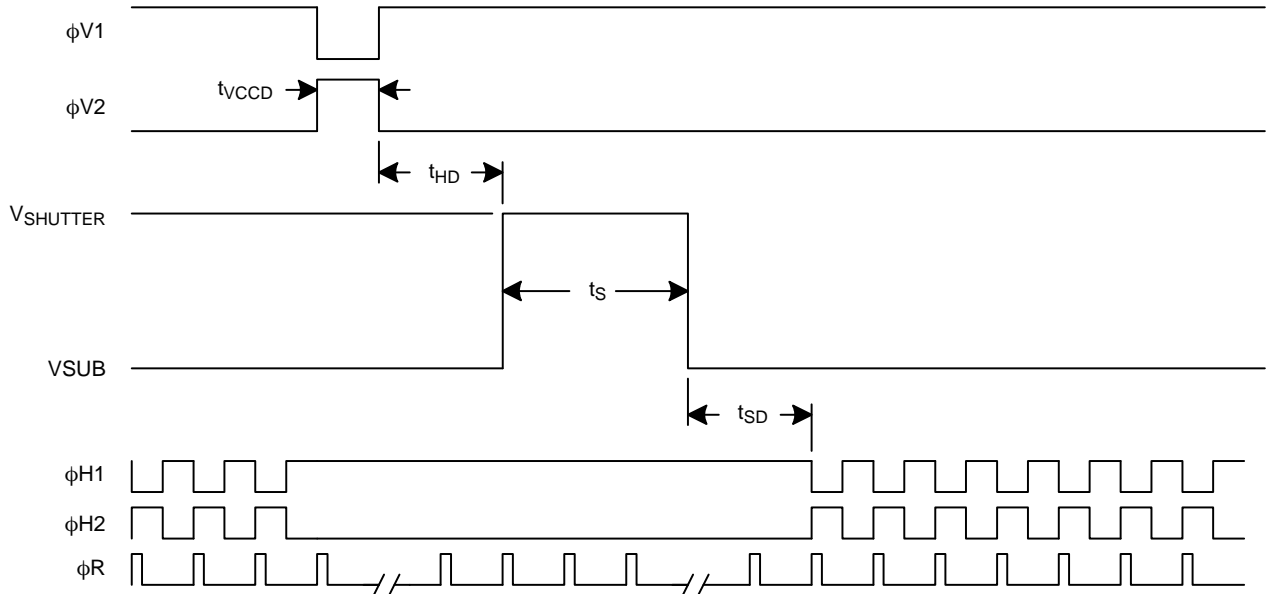 ϕV1
tVCCD
ϕV2
tHD
VSHUTTER
tS
VSUB
tSD
ϕH1
ϕH2
ϕR